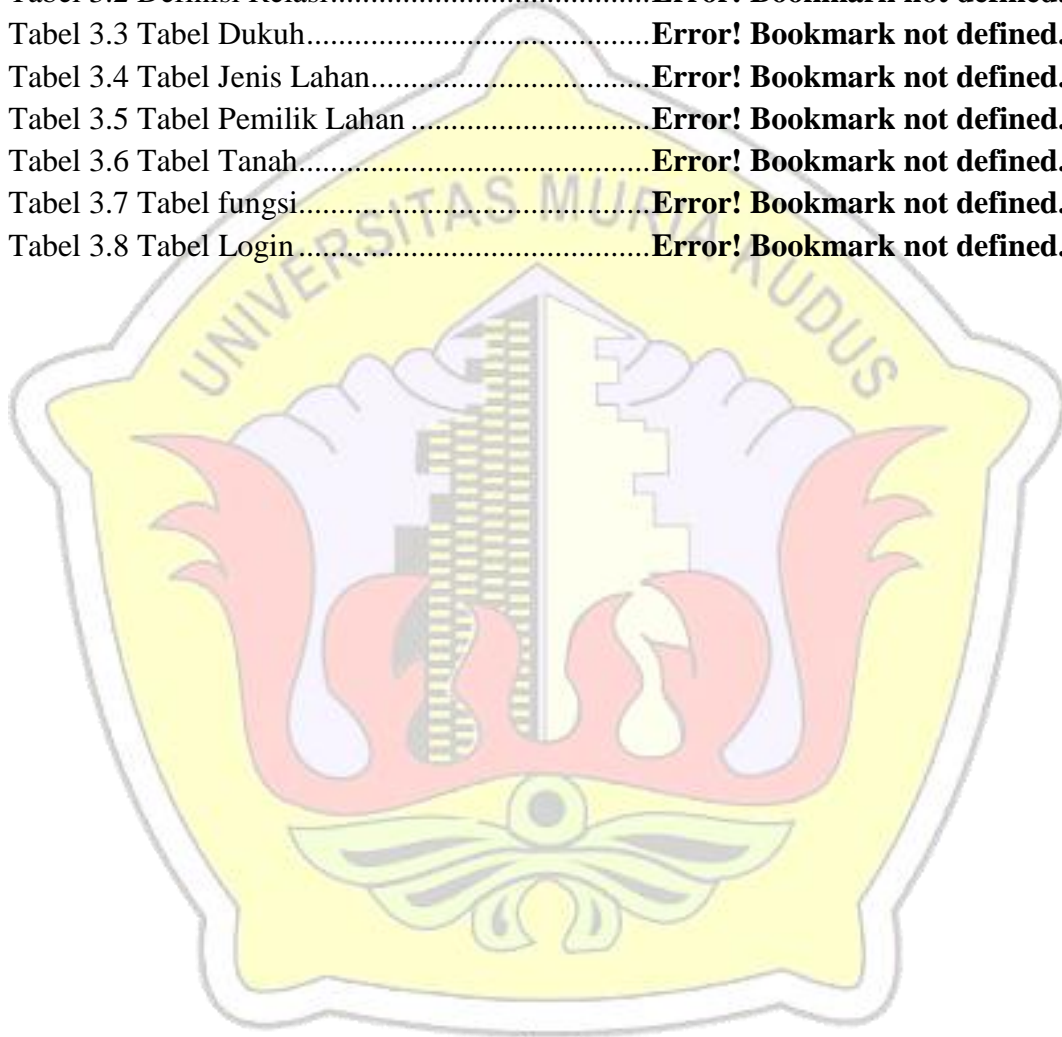 Tabel 3.3 Tabel Dukuh............................................Error! Bookmark not defined.
Tabel 3.4 Tabel Jenis Lahan....................................Error! Bookmark not defined.
Tabel 3.5 Tabel Pemilik Lahan ...............................Error! Bookmark not defined.
Tabel 3.6 Tabel Tanah.............................................Error! Bookmark not defined.
Tabel 3.7 Tabel fungsi.............................................Error! Bookmark not defined.
Tabel 3.8 Tabel Login .............................................Error! Bookmark not defined.
UNIVERSITAS MURIA KUDUS